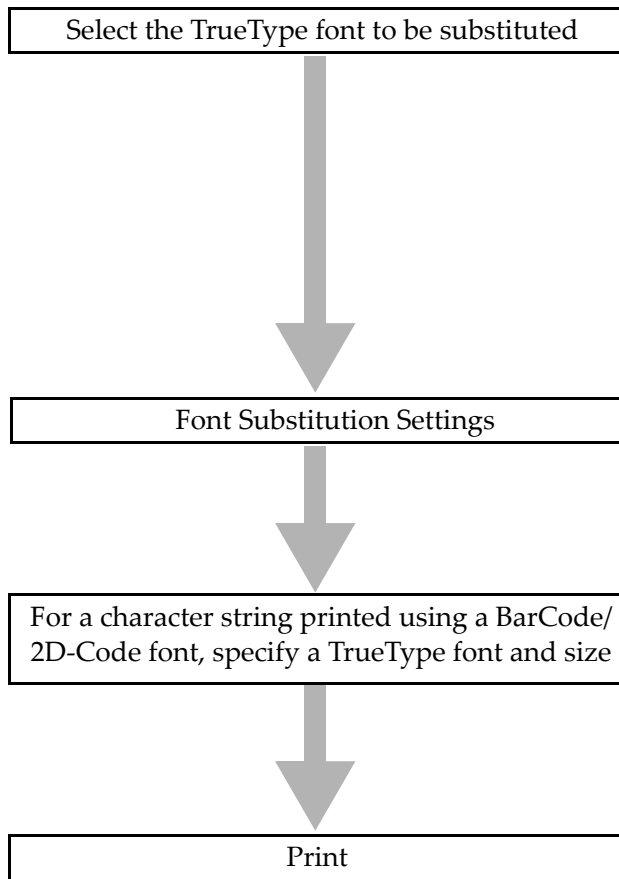 Select the TrueType font to be substituted
Font Substitution Settings
For a character string printed using a BarCode/
2D-Code font, specify a TrueType font and size
Print